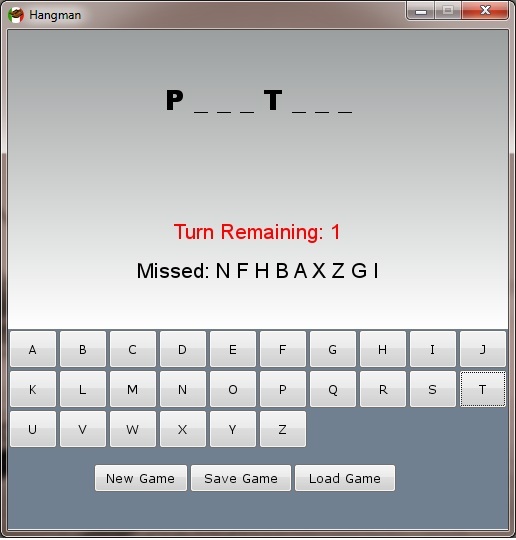 Hangman
P _ _ _ T _ _ _
Turn Remaining: 1
Missed: N F H B A X Z G I
A B C D E F G H I J
K L M N O P Q R S T
U V W X Y Z
New Game Save Game Load Game